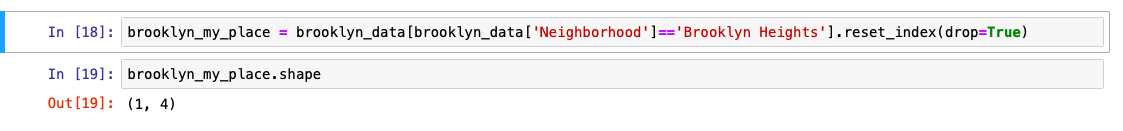 In [18]: brooklyn_my_place = brooklyn_data[brooklyn_data['Neighborhood']=='Brooklyn Heights'].reset_index(drop=True)
In [19]: brooklyn_my_place.shape
Out[19]: (1, 4)